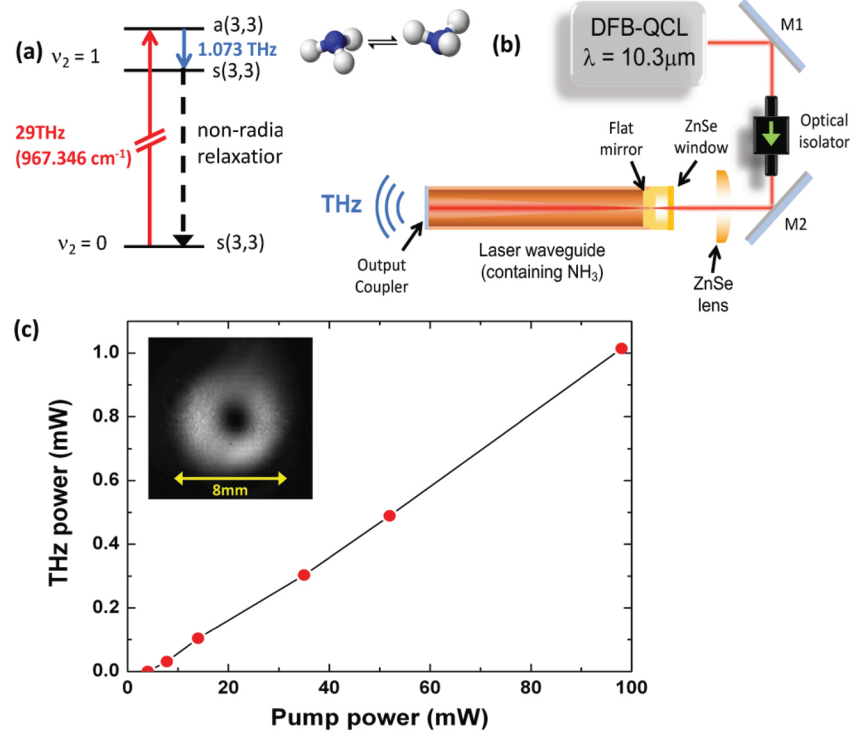 (a)
a(3,3)
1.073 THz
ν₂ = 1
s(3,3)
29THz
(967.346 cm⁻¹)
non-radia
relaxation
ν₂ = 0
s(3,3)
(b)
DFB-QCL
λ = 10.3μm
M1
Optical
isolator
Flat
mirror
ZnSe
window
THz
M2
Output
Coupler
Laser waveguide
(containing NH₃)
ZnSe
lens
(c)
THz power (mW)
1.0
0.8
0.6
0.4
0.2
0.0
8mm
0
20
40
60
80
100
Pump power (mW)